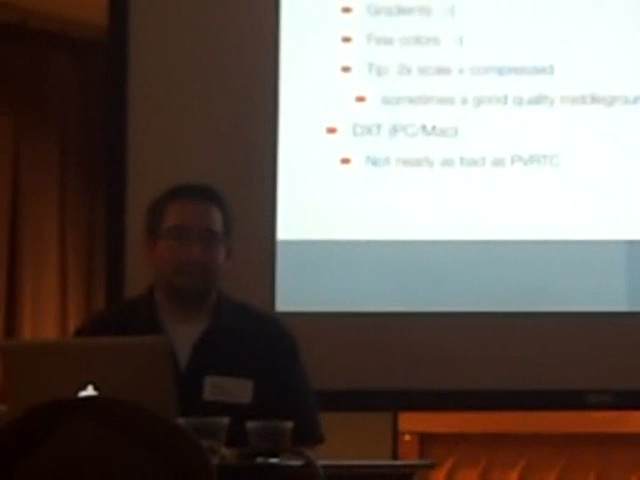 Gradients :-(
Few colors :-(
Tip: 2x scale + compressed
sometimes a good quality middleground
DXT (PC/Mac)
Not nearly as bad as PVRTC